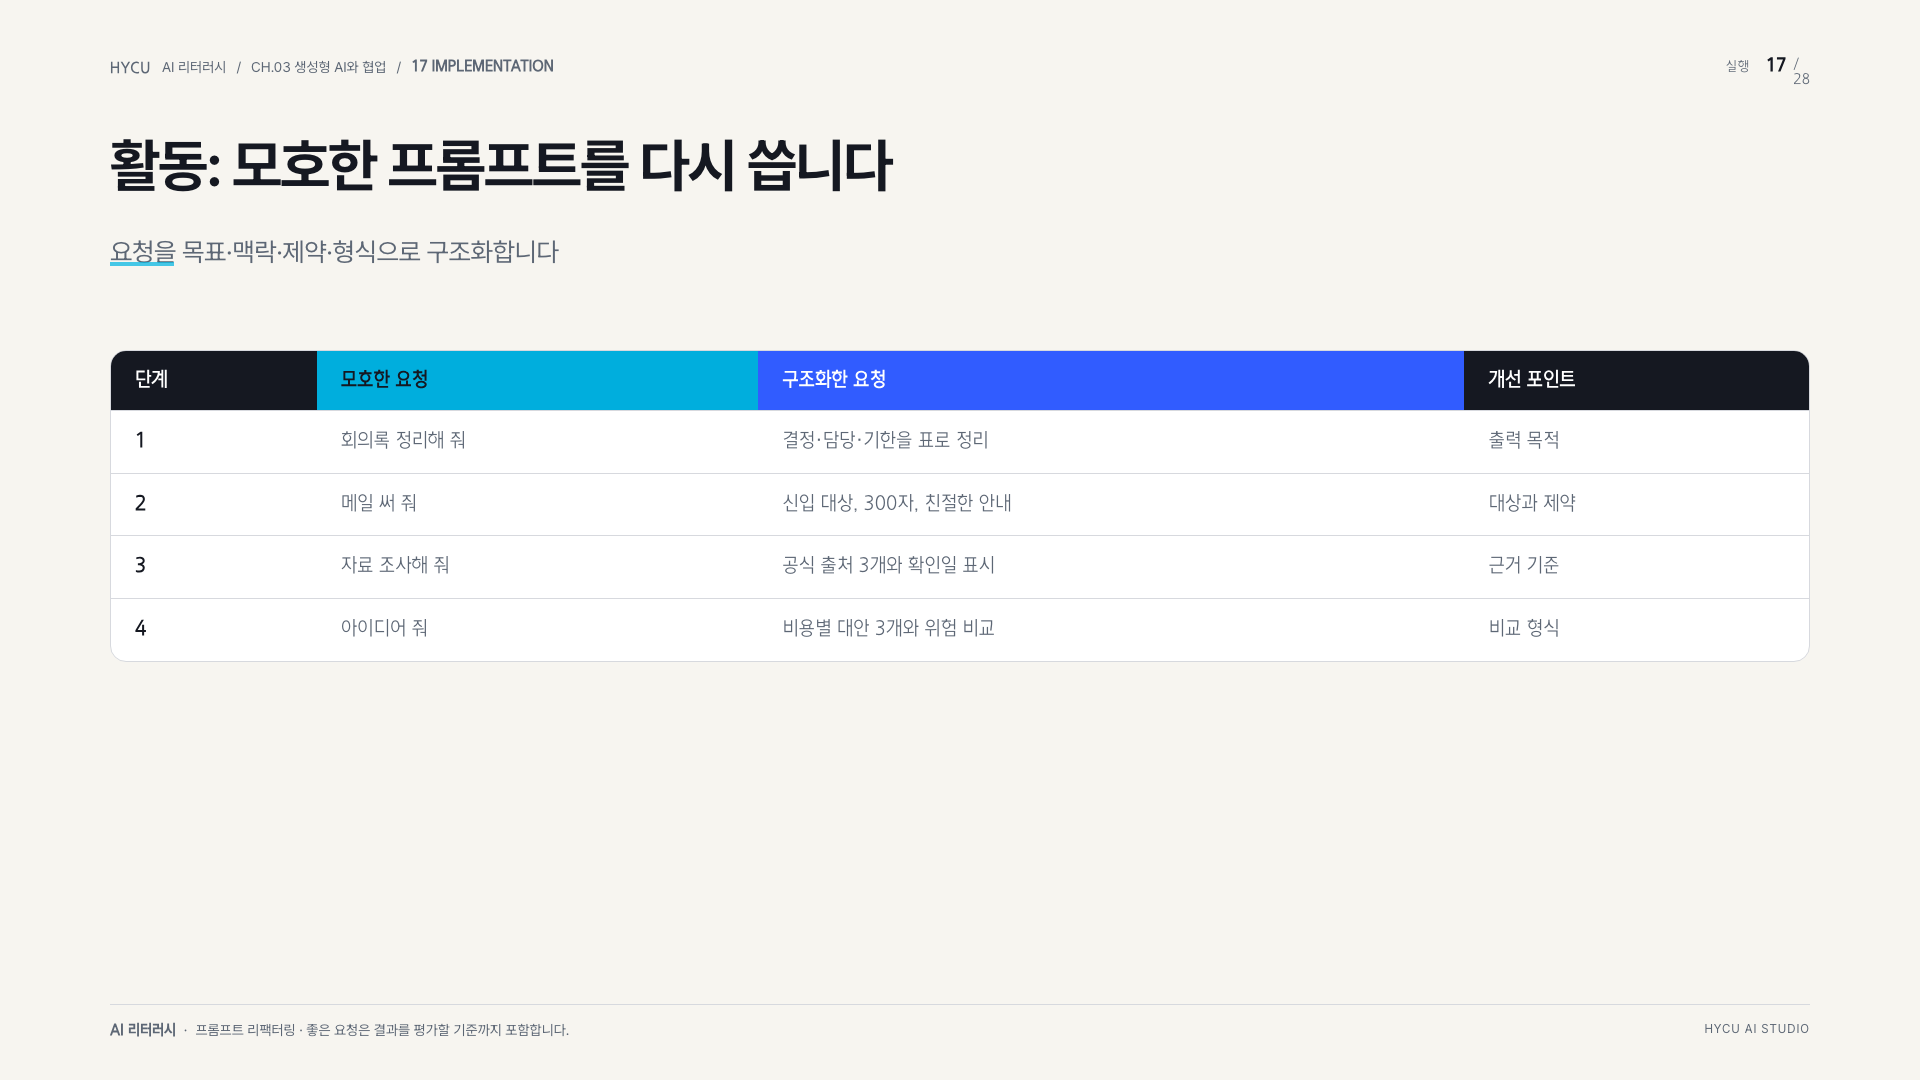 HYCU AI 리터러시 / CH.03 생성형 AI와 협업 / 17 IMPLEMENTATION
실행 17 /
28
활동: 모호한 프롬프트를 다시 씁니다
요청을 목표·맥락·제약·형식으로 구조화합니다
단계 모호한 요청 구조화한 요청 개선 포인트
1 회의록 정리해 줘 결정·담당·기한을 표로 정리 출력 목적
2 메일 써 줘 신입 대상, 300자, 친절한 안내 대상과 제약
3 자료 조사해 줘 공식 출처 3개와 확인일 표시 근거 기준
4 아이디어 줘 비용별 대안 3개와 위험 비교 비교 형식
AI 리터러시 · 프롬프트 리팩터링 · 좋은 요청은 결과를 평가할 기준까지 포함합니다.
HYCU AI STUDIO